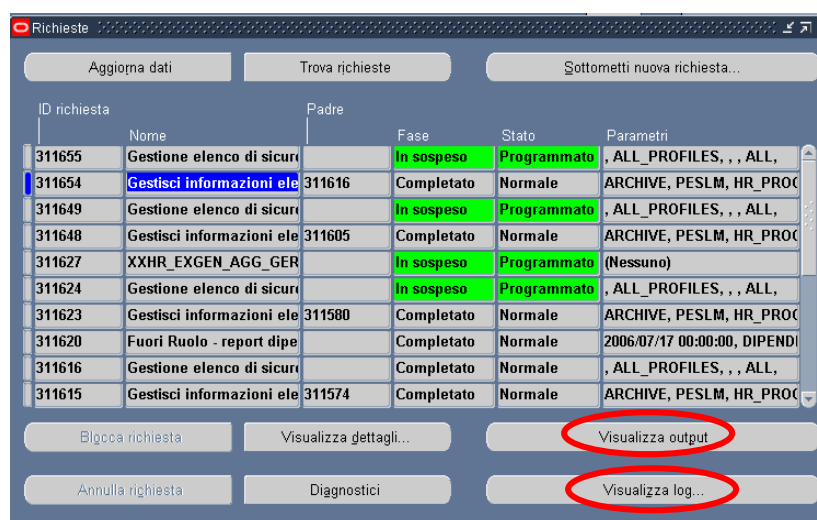 Richieste
Aggiorna dati Trova richieste Sottometti nuova richiesta...
ID richiesta Padre
Nome Fase Stato Parametri
311655 Gestione elenco di sicur In sospeso Programmato , ALL_PROFILES, , , ALL,
311654 Gestisci informazioni ele 311616 Completato Normale ARCHIVE, PESLM, HR_PROC
311649 Gestione elenco di sicur In sospeso Programmato , ALL_PROFILES, , , ALL,
311648 Gestisci informazioni ele 311605 Completato Normale ARCHIVE, PESLM, HR_PROC
311627 XXHR_EXGEN_AGG_GER In sospeso Programmato (Nessuno)
311624 Gestione elenco di sicur In sospeso Programmato , ALL_PROFILES, , , ALL,
311623 Gestisci informazioni ele 311580 Completato Normale ARCHIVE, PESLM, HR_PROC
311620 Fuori Ruolo - report dipe Completato Normale 2006/07/17 00:00:00, DIPENDI
311616 Gestione elenco di sicur Completato Normale , ALL_PROFILES, , , ALL,
311615 Gestisci informazioni ele 311574 Completato Normale ARCHIVE, PESLM, HR_PROC
Blocca richiesta Visualizza dettagli... Visualizza output
Annulla richiesta Diagnostici Visualizza log...